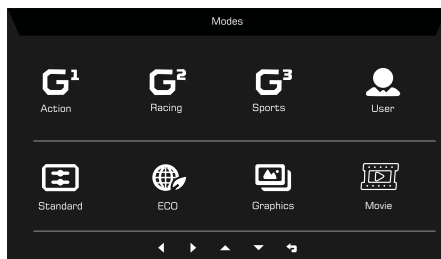 Modes
G¹ G² G³
Action Racing Sports User
Standard ECO Graphics Movie